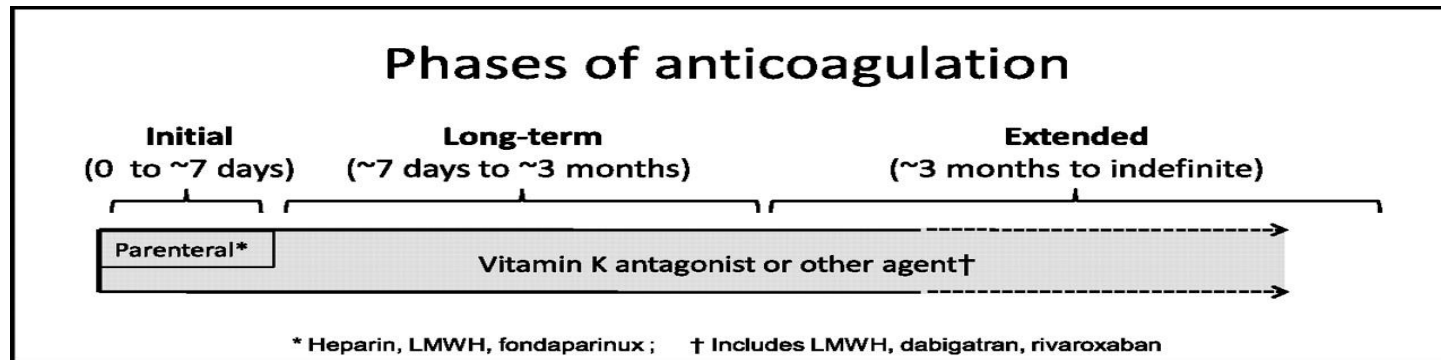 Phases of anticoagulation
Initial
(0 to ~7 days)
Long-term
(~7 days to ~3 months)
Extended
(~3 months to indefinite)
Parenteral*
Vitamin K antagonist or other agent†
* Heparin, LMWH, fondaparinux ; † Includes LMWH, dabigatran, rivaroxaban